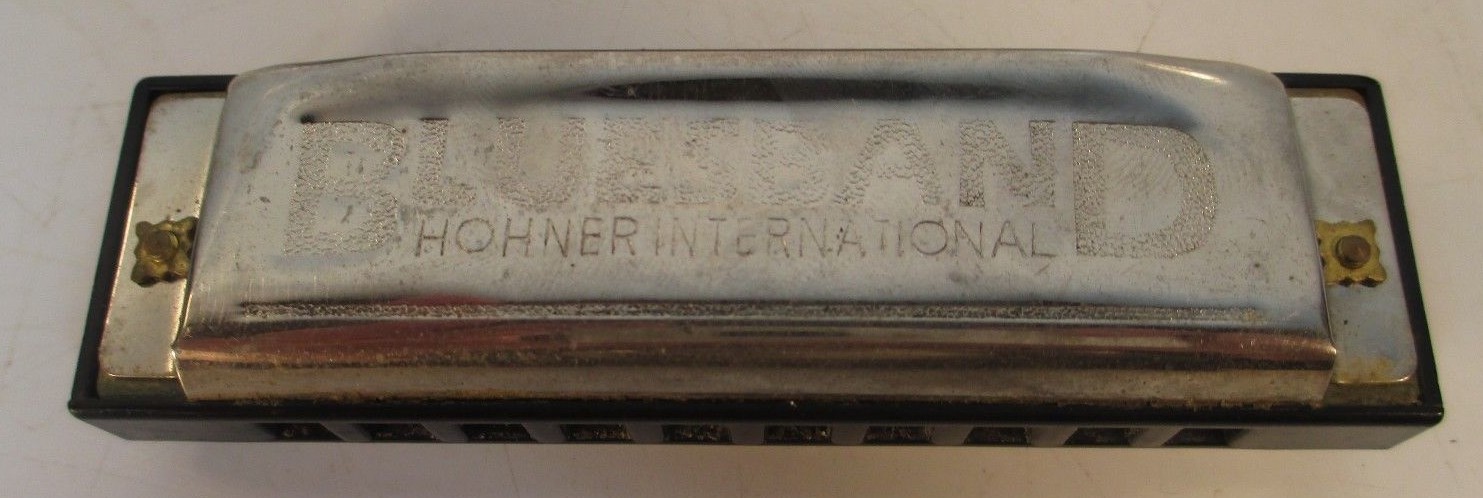 BLUESBAND
HOHNER INTERNATIONAL